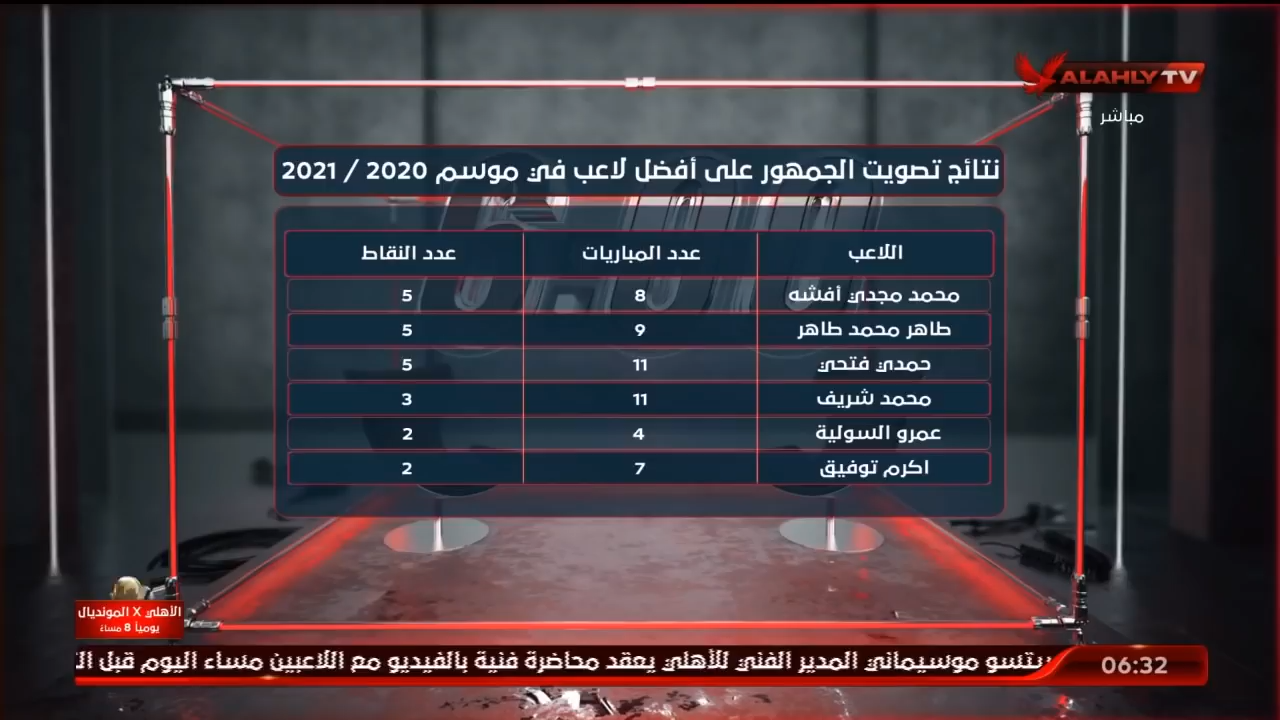 ALAHLY TV
مباشر
نتائج تصويت الجمهور على أفضل لاعب في موسم 2020 / 2021
اللاعب عدد المباريات عدد النقاط
محمد مجدي أفشه 8 5
طاهر محمد طاهر 9 5
حمدي فتحي 11 5
محمد شريف 11 3
عمرو السولية 4 2
اكرم توفيق 7 2
الأهلي X المونديال
يومياً 8 مساءً
موسيماني المدير الفني للأهلي يعقد محاضرة فنية بالفيديو مع اللاعبين مساء اليوم قبل
06:32